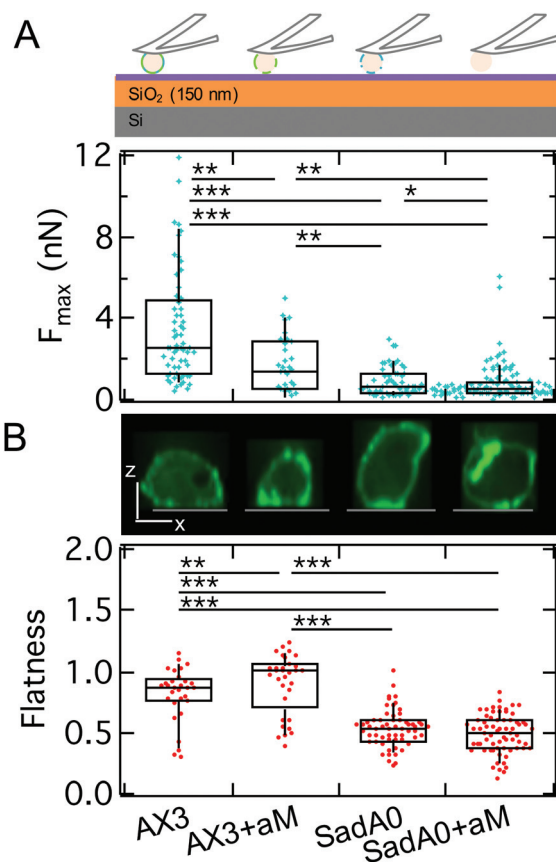 A
SiO2 (150 nm)
Si
12
8
4
0
Fmax (nN)
** **
*** *
***
**
B
z
x
2.0
1.5
1.0
0.5
0.0
Flatness
** ***
***
***
***
AX3
AX3+aM
SadA0
SadA0+aM